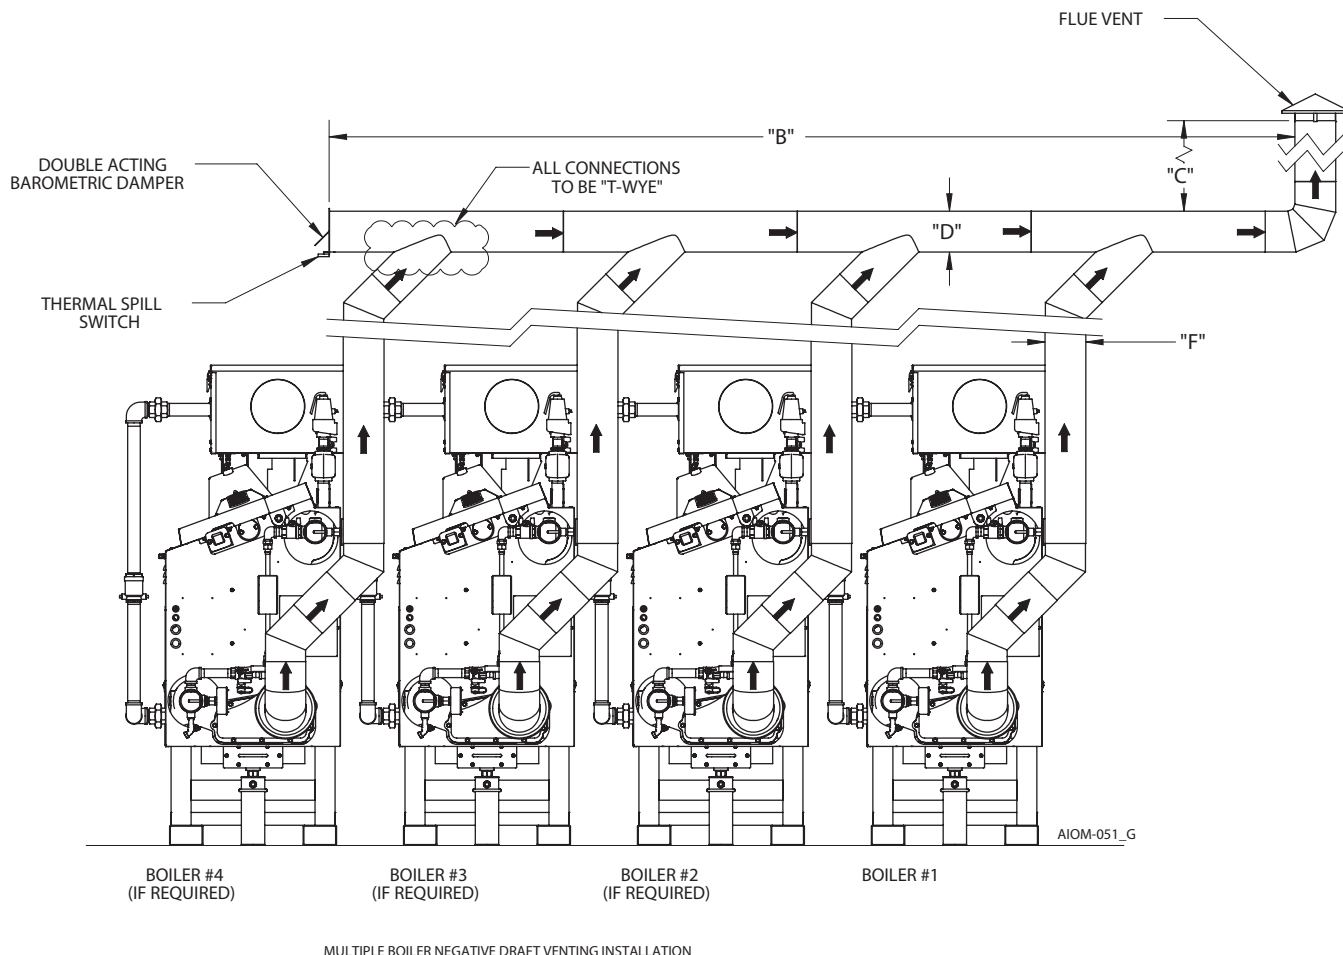 FLUE VENT
"B"
DOUBLE ACTING
BAROMETRIC DAMPER
ALL CONNECTIONS
TO BE "T-WYE"
"C"
"D"
THERMAL SPILL
SWITCH
"F"
AIOM-051_G
BOILER #4
(IF REQUIRED)
BOILER #3
(IF REQUIRED)
BOILER #2
(IF REQUIRED)
BOILER #1
MULTIPLE BOILER NEGATIVE DRAFT VENTING INSTALLATION